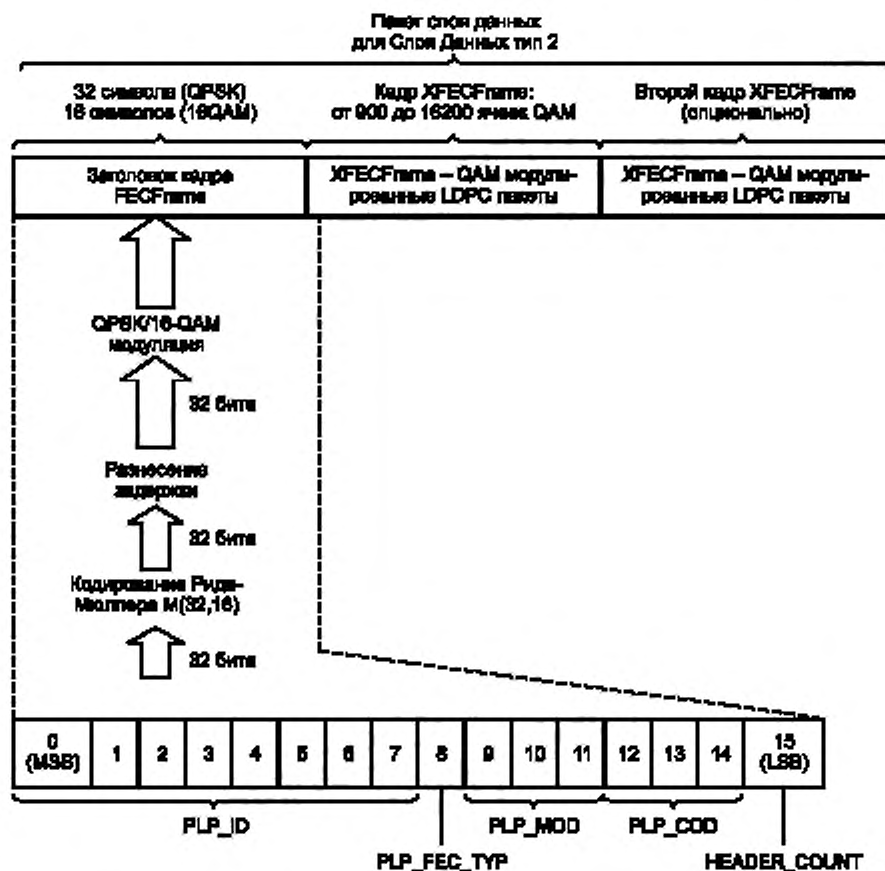 Пакет слоя данных
для Слоя Данных тип 2
32 символа (QPSK)
16 символов (16QAM)
Кадр XFECFrame:
от 900 до 16200 ячеек QAM
Второй кадр XFECFrame
(опционально)
Заголовок кадра
FECFrame
XFECFrame – QAM модули-
рованные LDPC пакеты
XFECFrame – QAM модули-
рованные LDPC пакеты
QPSK/16-QAM
модуляция
32 бита
Разнесение
задержки
32 бита
Кодирование Рида-
Мюллера М(32,16)
32 бита
0
(MSB)
1
2
3
4
5
6
7
8
9
10
11
12
13
14
15
(LSB)
PLP_ID
PLP_MOD
PLP_COD
PLP_FEC_TYP
HEADER_COUNT